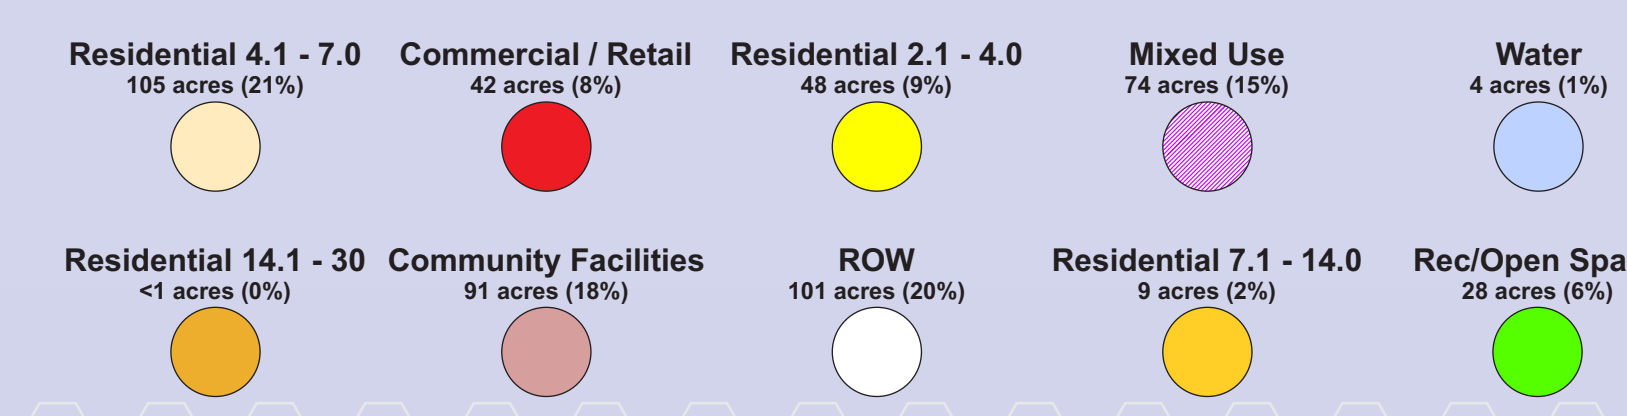 Residential 4.1 - 7.0
105 acres (21%)
Commercial / Retail
42 acres (8%)
Residential 2.1 - 4.0
48 acres (9%)
Mixed Use
74 acres (15%)
Water
4 acres (1%)
Residential 14.1 - 30
<1 acres (0%)
Community Facilities
91 acres (18%)
ROW
101 acres (20%)
Residential 7.1 - 14.0
9 acres (2%)
Rec/Open Spa
28 acres (6%)